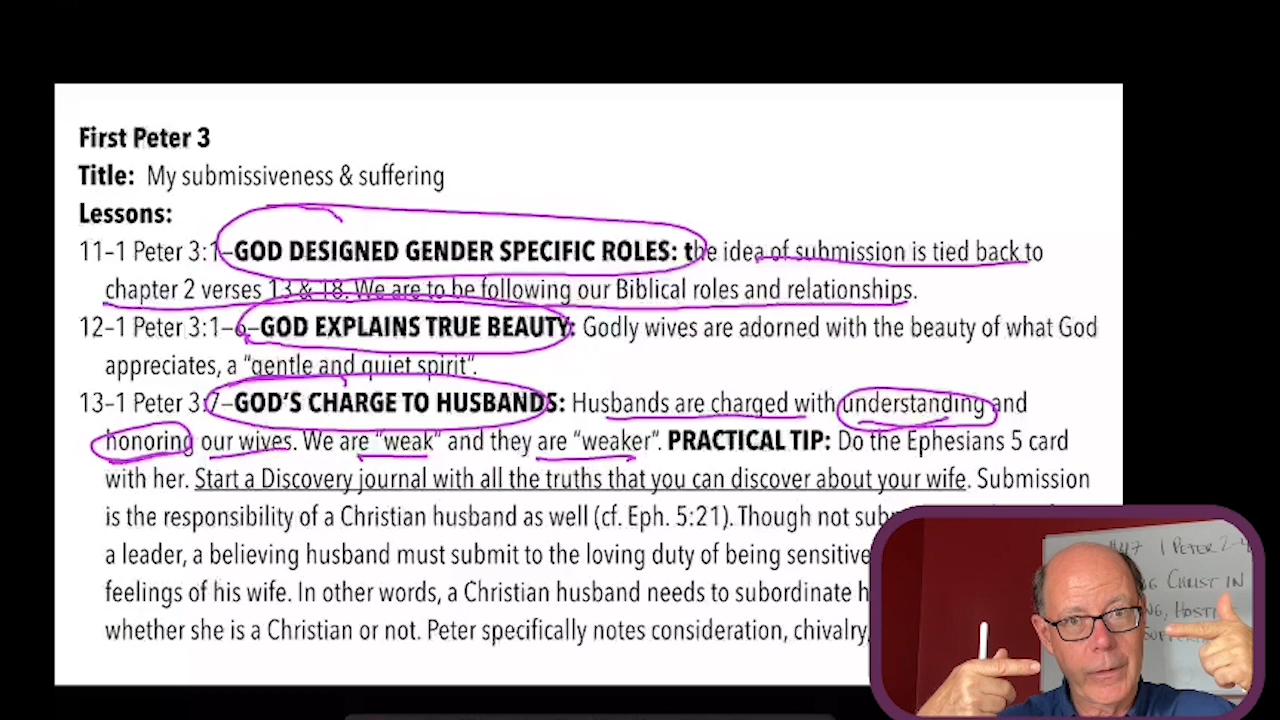 First Peter 3
Title: My submissiveness & suffering
Lessons:
11–1 Peter 3:1–GOD DESIGNED GENDER SPECIFIC ROLES: the idea of submission is tied back to
chapter 2 verses 13 & 18. We are to be following our Biblical roles and relationships.
12–1 Peter 3:1–6–GOD EXPLAINS TRUE BEAUTY: Godly wives are adorned with the beauty of what God
appreciates, a "gentle and quiet spirit".
13–1 Peter 3:7–GOD'S CHARGE TO HUSBANDS: Husbands are charged with understanding and
honoring our wives. We are "weak" and they are "weaker". PRACTICAL TIP: Do the Ephesians 5 card
with her. Start a Discovery journal with all the truths that you can discover about your wife. Submission
is the responsibility of a Christian husband as well (cf. Eph. 5:21). Though not
a leader, a believing husband must submit to the loving duty of being sensitive
feelings of his wife. In other words, a Christian husband needs to subordinate
whether she is a Christian or not. Peter specifically notes consideration, chivalry,
1 PETER 2-4
CHRIST IN